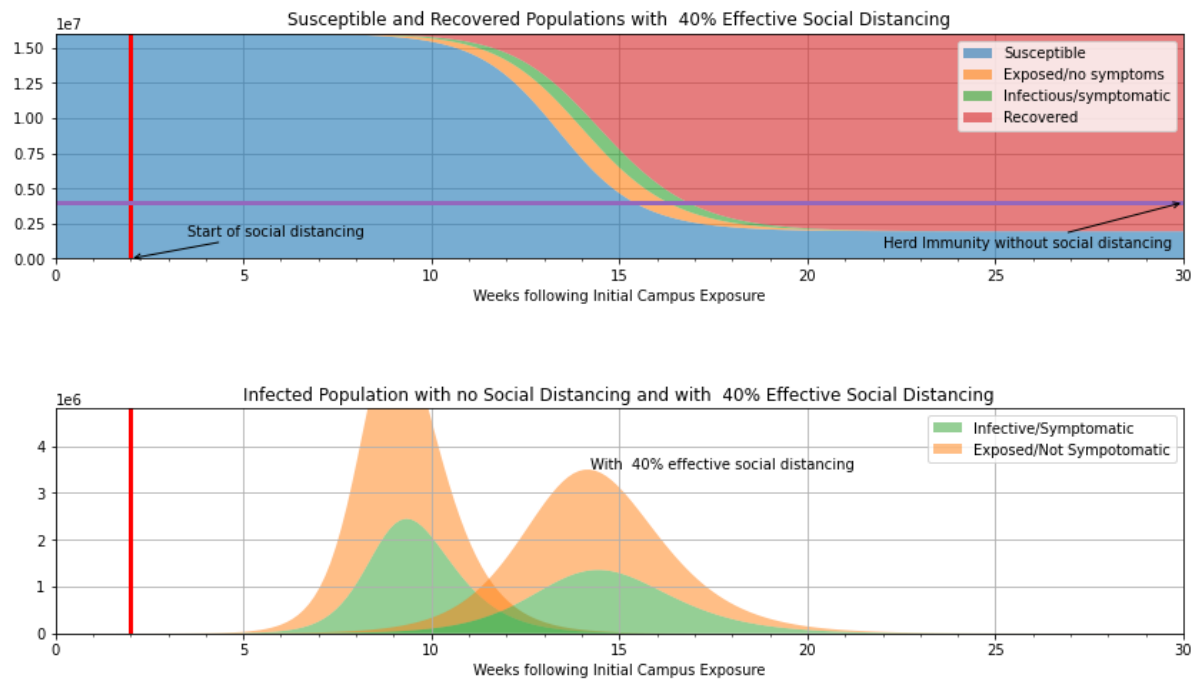 Susceptible and Recovered Populations with 40% Effective Social Distancing
1e7
1.50
1.25
1.00
0.75
0.50
0.25
0.00
Susceptible
Exposed/no symptoms
Infectious/symptomatic
Recovered
Start of social distancing
Herd Immunity without social distancing
0 5 10 15 20 25 30
Weeks following Initial Campus Exposure
Infected Population with no Social Distancing and with 40% Effective Social Distancing
1e6
4
3
2
1
0
Infective/Symptomatic
Exposed/Not Sympotomatic
With 40% effective social distancing
0 5 10 15 20 25 30
Weeks following Initial Campus Exposure